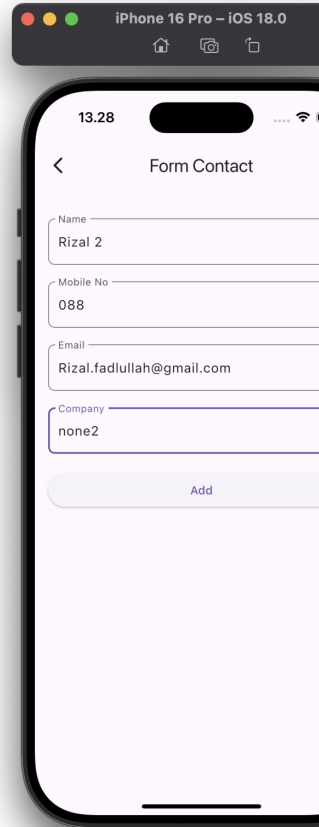 iPhone 16 Pro – iOS 18.0
13.28
Form Contact
Name
Rizal 2
Mobile No
088
Email
Rizal.fadlullah@gmail.com
Company
none2
Add